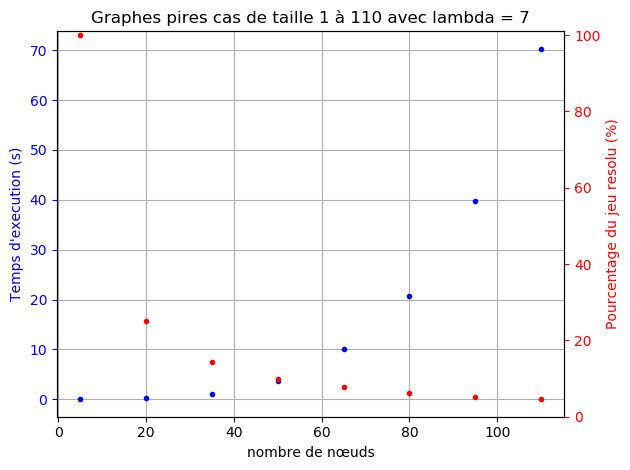 Graphes pires cas de taille 1 à 110 avec lambda = 7
70
60
50
40
30
20
10
0
Temps d'execution (s)
100
80
60
40
20
0
Pourcentage du jeu resolu (%)
0 20 40 60 80 100
nombre de nœuds